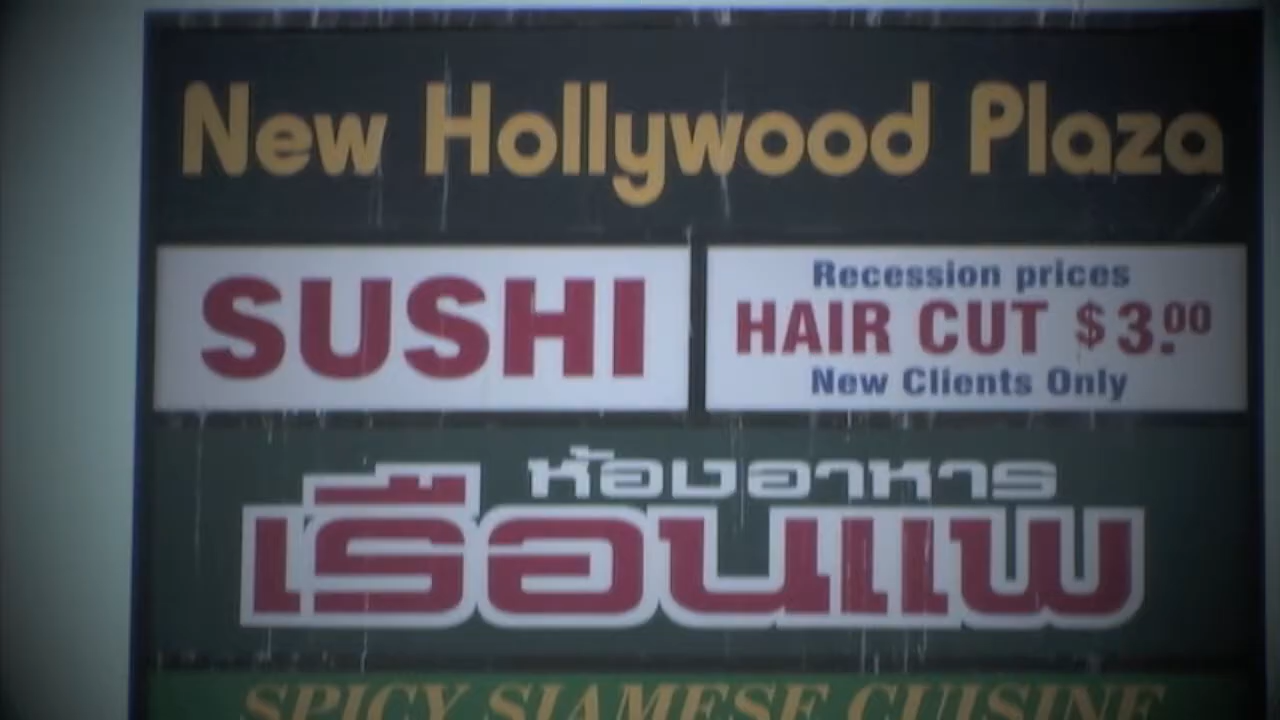 New Hollywood Plaza
SUSHI
Recession prices
HAIR CUT $3.00
New Clients Only
ห้องอาหาร
เรือนแพ
SPICY SIAMESE CUISINE